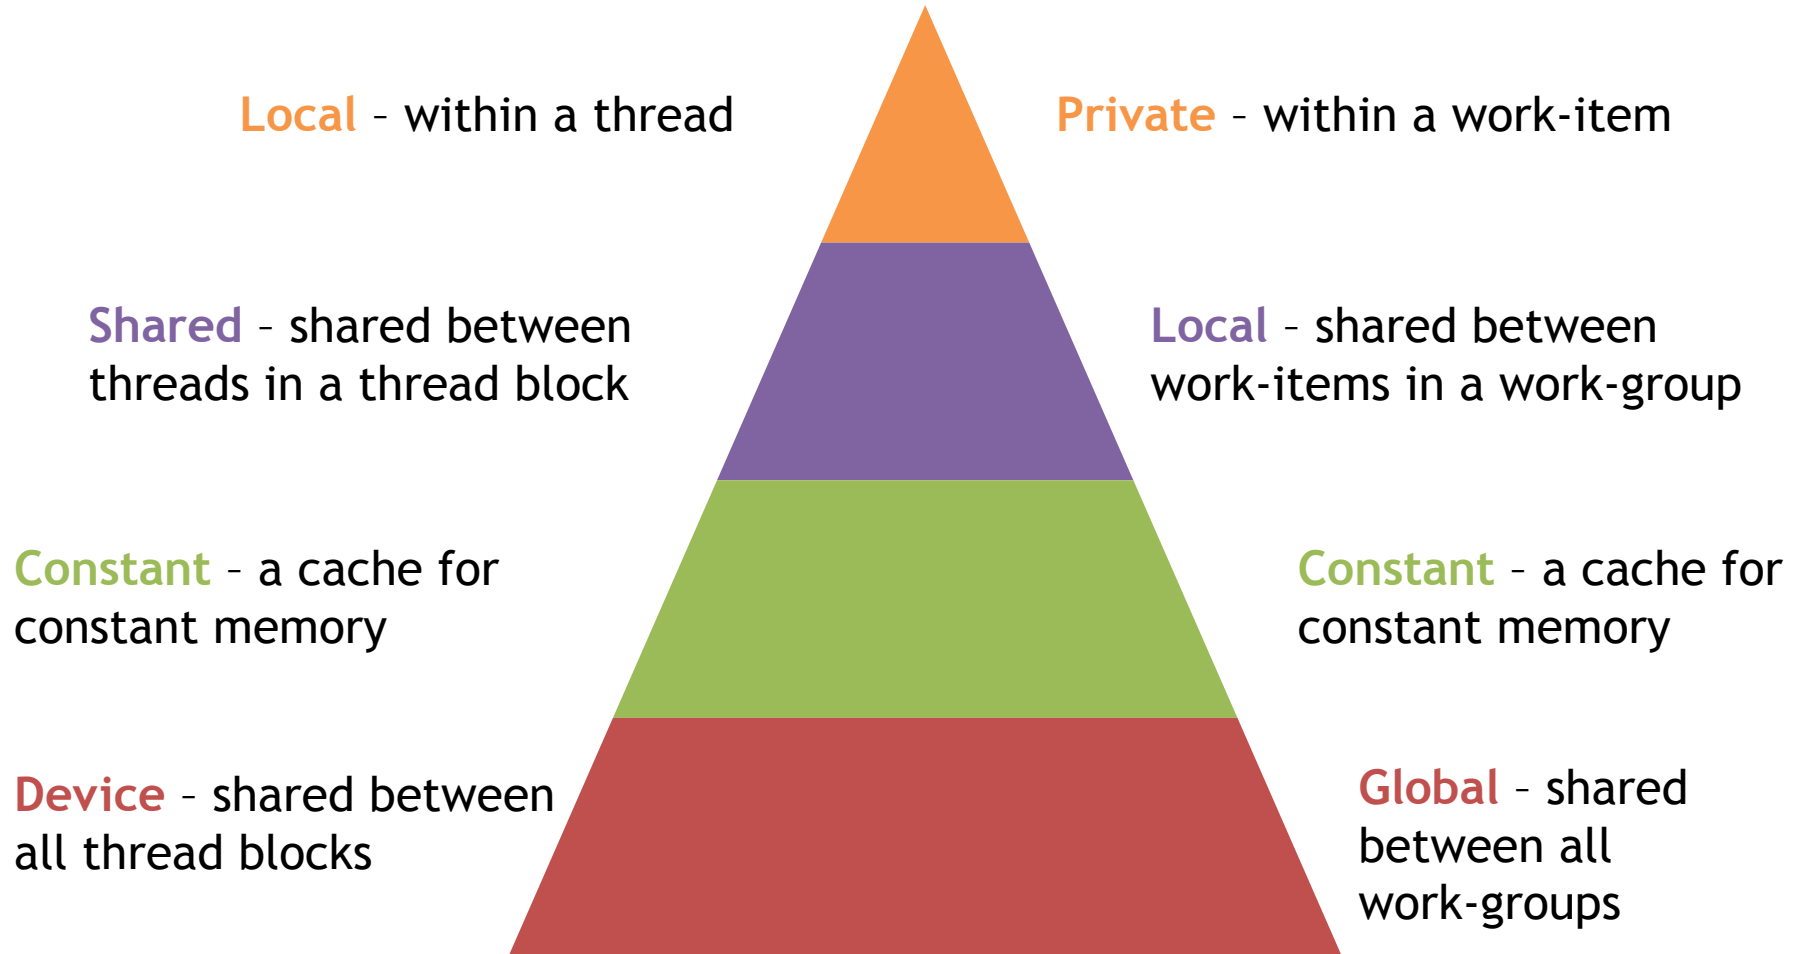 Local – within a thread
Private – within a work-item
Shared – shared between
threads in a thread block
Local – shared between
work-items in a work-group
Constant – a cache for
constant memory
Constant – a cache for
constant memory
Device – shared between
all thread blocks
Global – shared
between all
work-groups